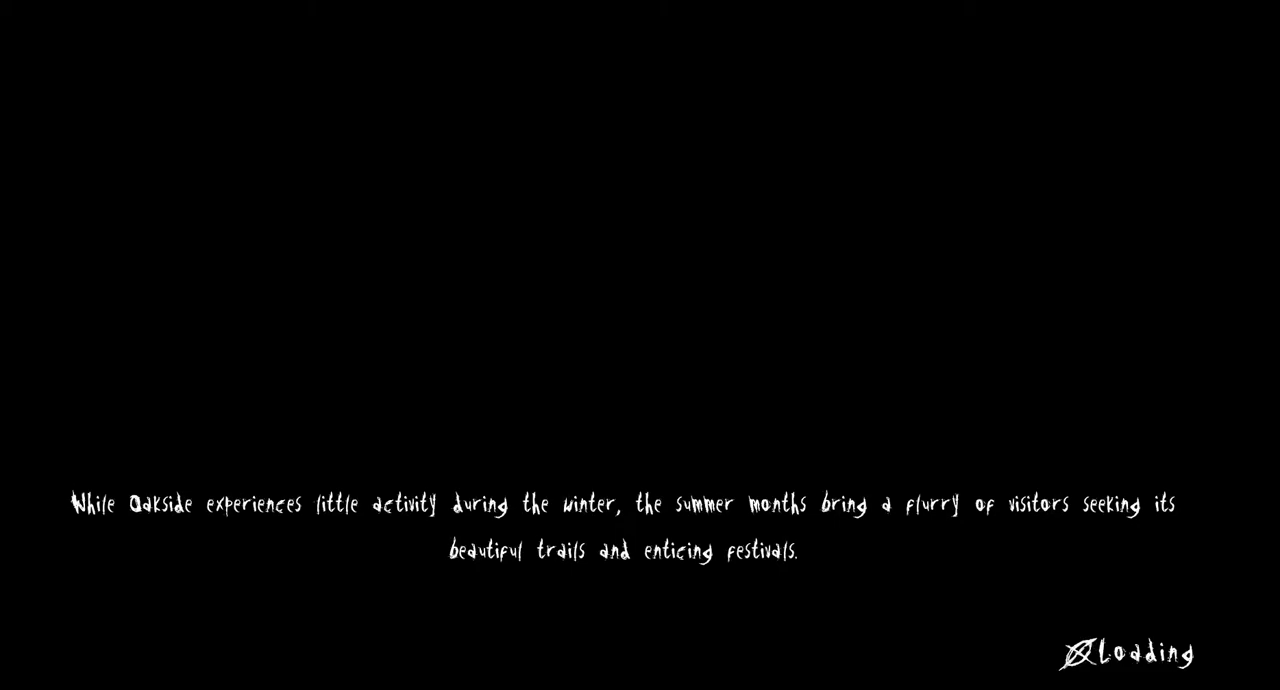 While Oakside experiences little activity during the winter, the summer months bring a flurry of visitors seeking its
beautiful trails and enticing festivals.
Loading